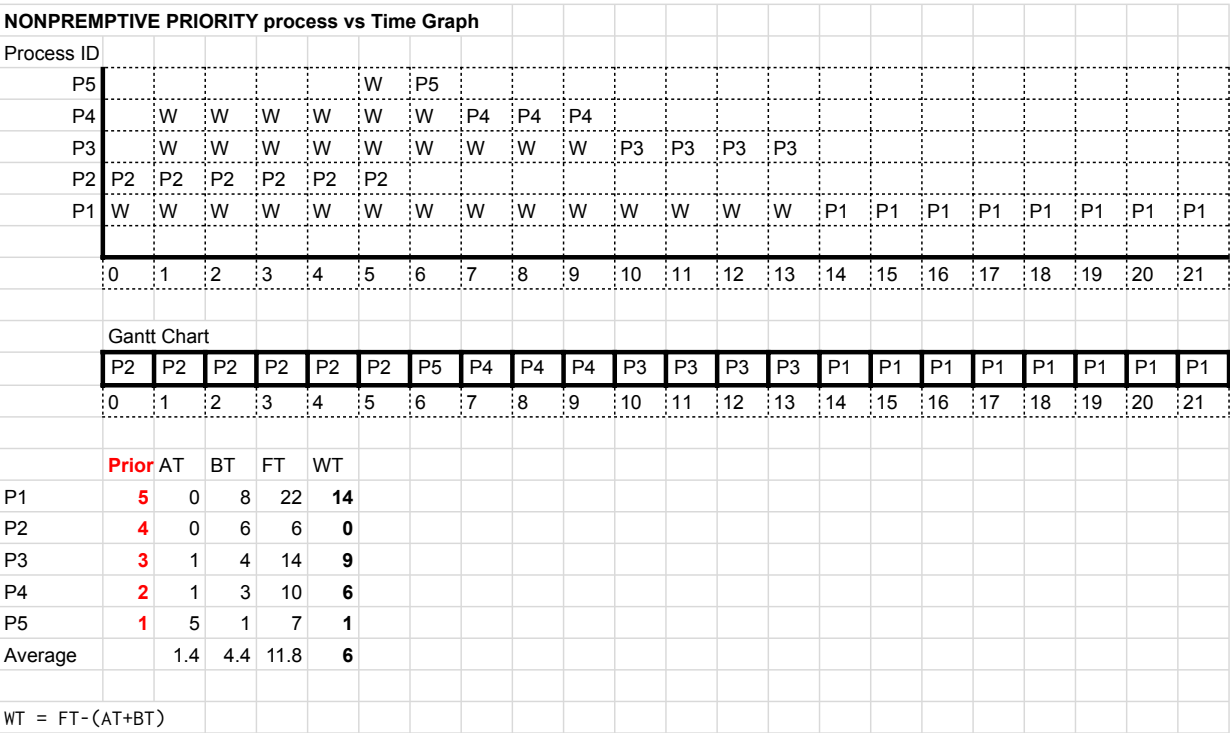 NONPREMPTIVE PRIORITY process vs Time Graph
Process ID
P5 W P5
P4 W W W W W W P4 P4 P4
P3 W W W W W W W W W P3 P3 P3 P3
P2 P2 P2 P2 P2 P2 P2
P1 W W W W W W W W W W W W W W P1 P1 P1 P1 P1 P1 P1 P1
0 1 2 3 4 5 6 7 8 9 10 11 12 13 14 15 16 17 18 19 20 21
Gantt Chart
P2 P2 P2 P2 P2 P2 P5 P4 P4 P4 P3 P3 P3 P3 P1 P1 P1 P1 P1 P1 P1 P1
0 1 2 3 4 5 6 7 8 9 10 11 12 13 14 15 16 17 18 19 20 21
Prior AT BT FT WT
P1 5 0 8 22 14
P2 4 0 6 6 0
P3 3 1 4 14 9
P4 2 1 3 10 6
P5 1 5 1 7 1
Average 1.4 4.4 11.8 6
WT = FT-(AT+BT)